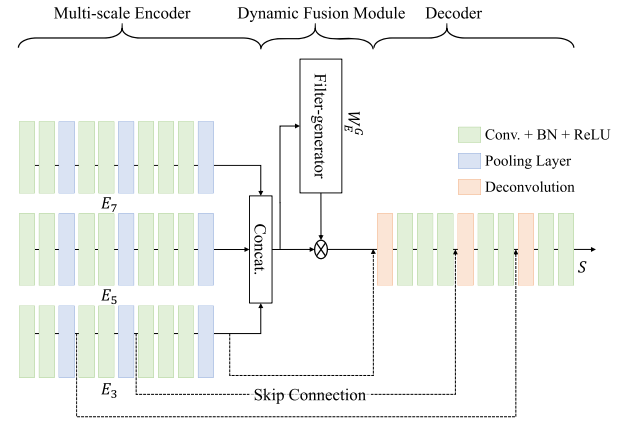 Multi-scale Encoder Dynamic Fusion Module Decoder
Filter-generator
W_E^G
Conv. + BN + ReLU
Pooling Layer
Deconvolution
E_7
Concat.
E_5
S
E_3
Skip Connection